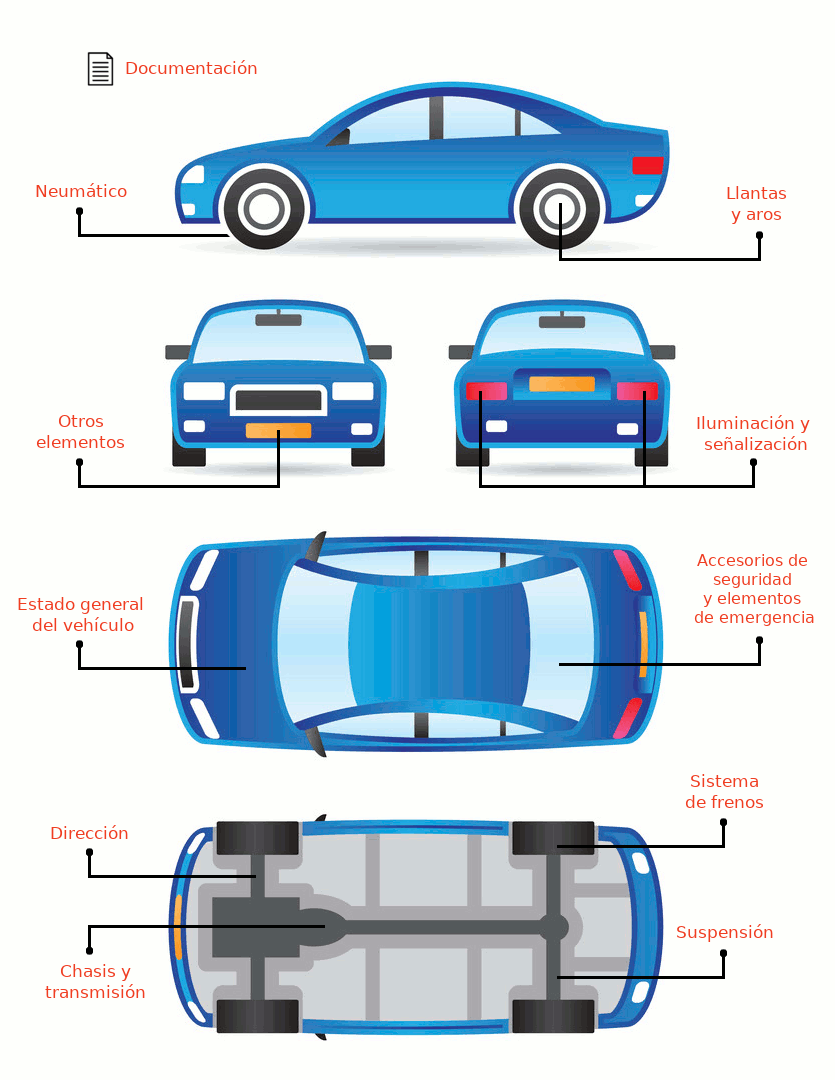 Documentación
Neumático
Llantas
y aros
Otros
elementos
Iluminación y
señalización
Estado general
del vehículo
Accesorios de
seguridad
y elementos
de emergencia
Sistema
de frenos
Dirección
Suspensión
Chasis y
transmisión